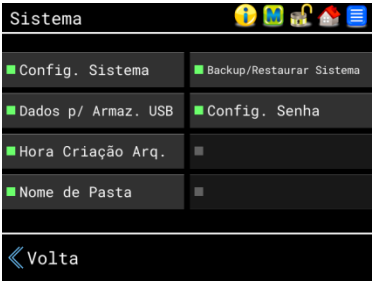 Sistema
i M
Config. Sistema
Backup/Restaurar Sistema
Dados p/ Armaz. USB
Config. Senha
Hora Criação Arq.
Nome de Pasta
Volta